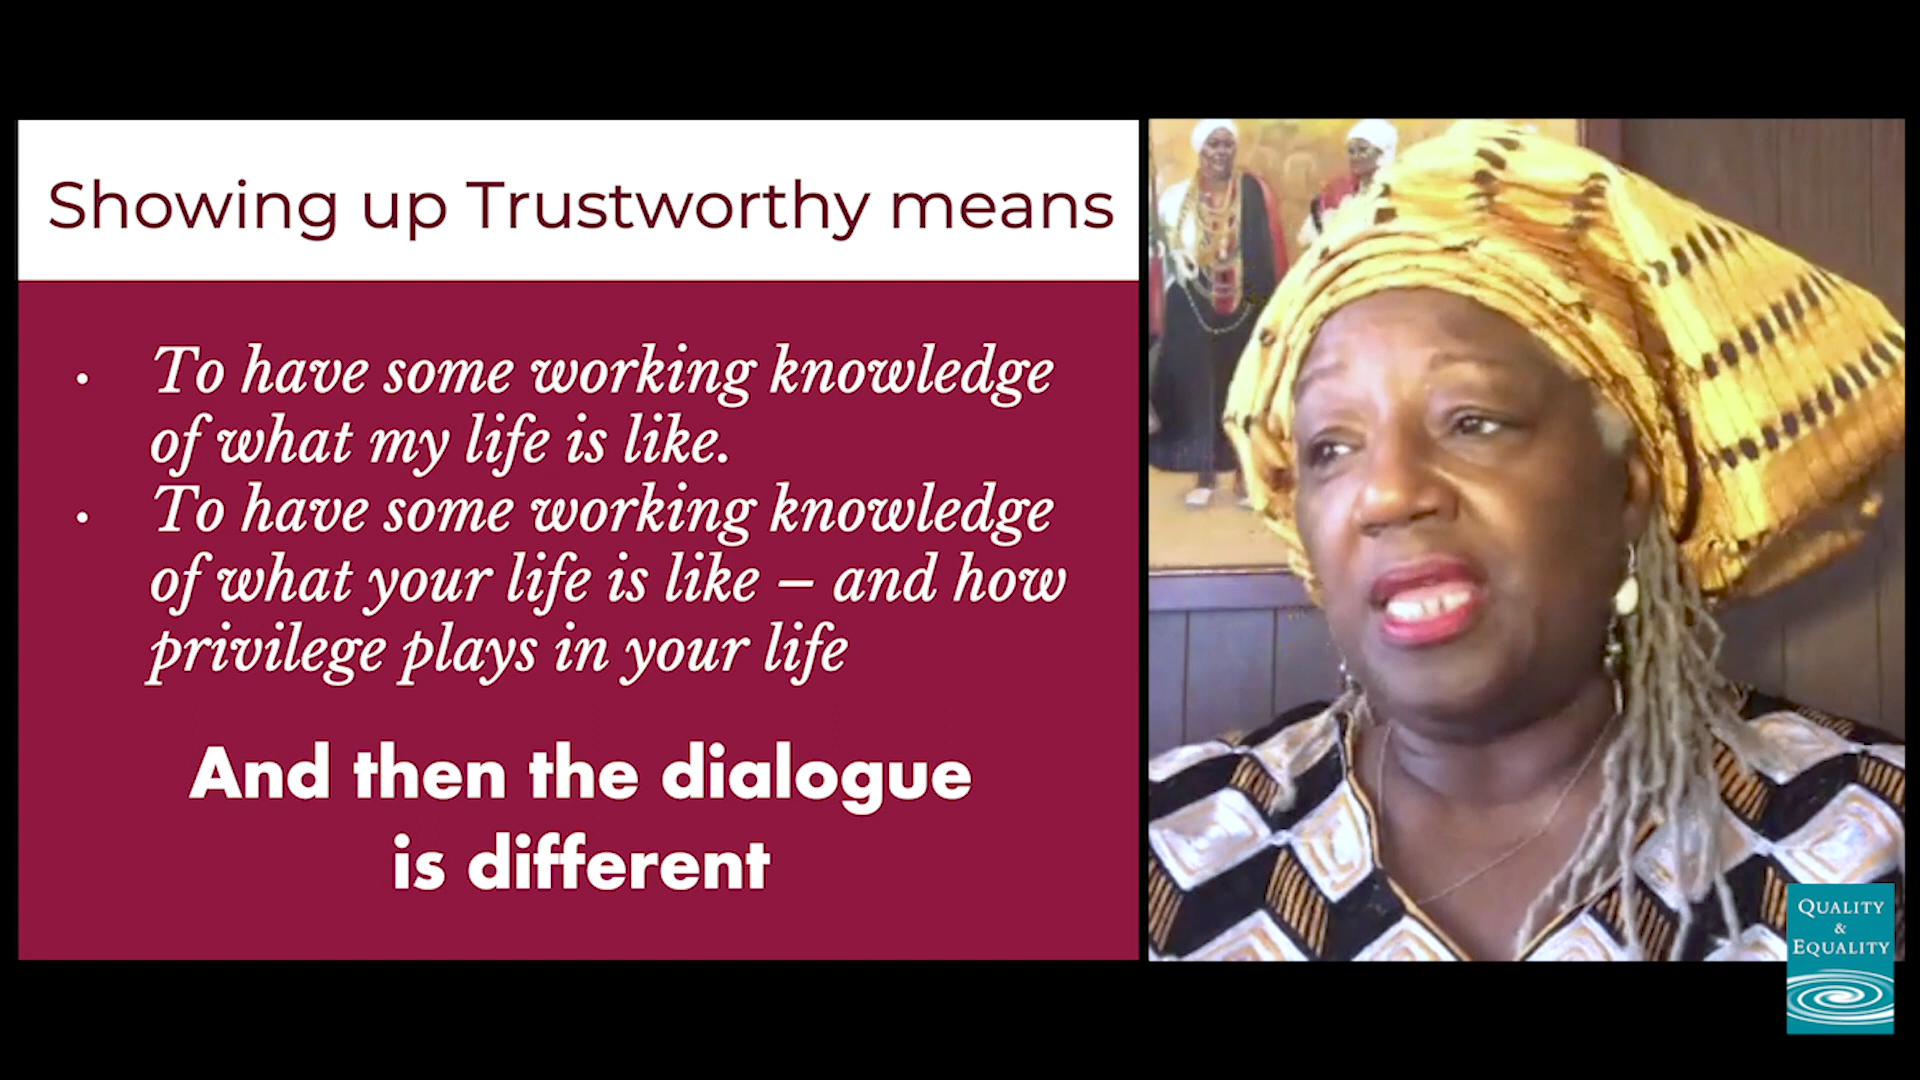 Showing up Trustworthy means
• To have some working knowledge
of what my life is like.
• To have some working knowledge
of what your life is like – and how
privilege plays in your life
And then the dialogue
is different
QUALITY
&
EQUALITY